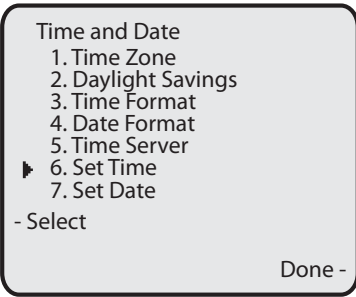 Time and Date
1. Time Zone
2. Daylight Savings
3. Time Format
4. Date Format
5. Time Server
6. Set Time
7. Set Date
- Select
Done -